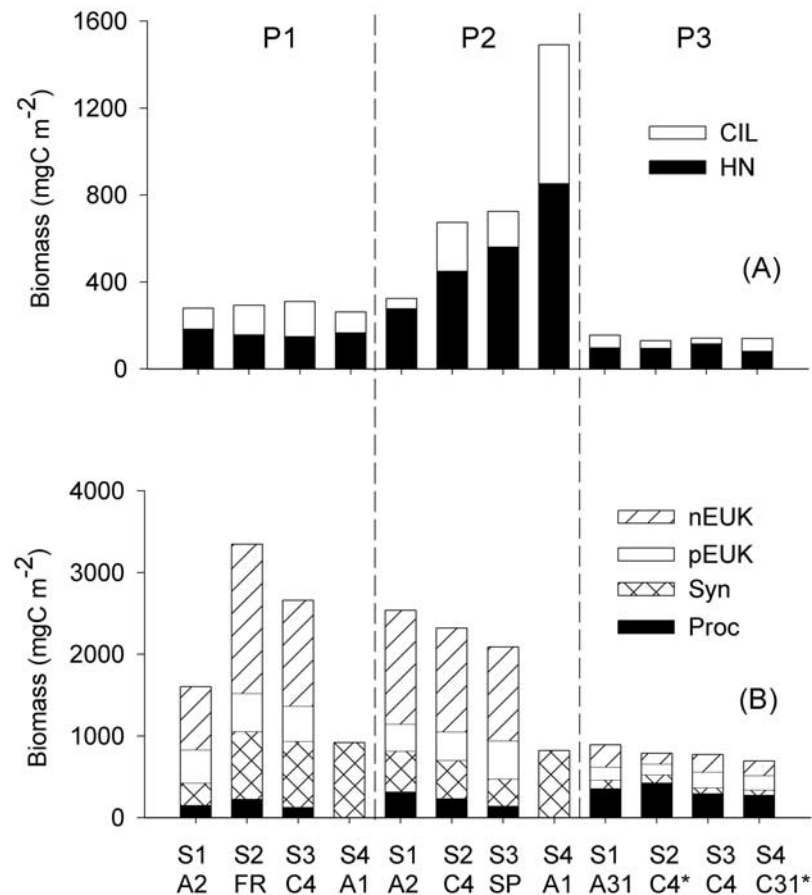 P1 P2 P3
1600
1200
800
400
0
Biomass (mgC m-2)
CIL
HN
(A)
4000
3000
2000
1000
0
Biomass (mgC m-2)
nEUK
pEUK
Syn
Proc
(B)
S1 S2 S3 S4 S1 S2 S3 S4 S1 S2 S3 S4
A2 FR C4 A1 A2 C4 SP A1 A31 C4* C4 C31*